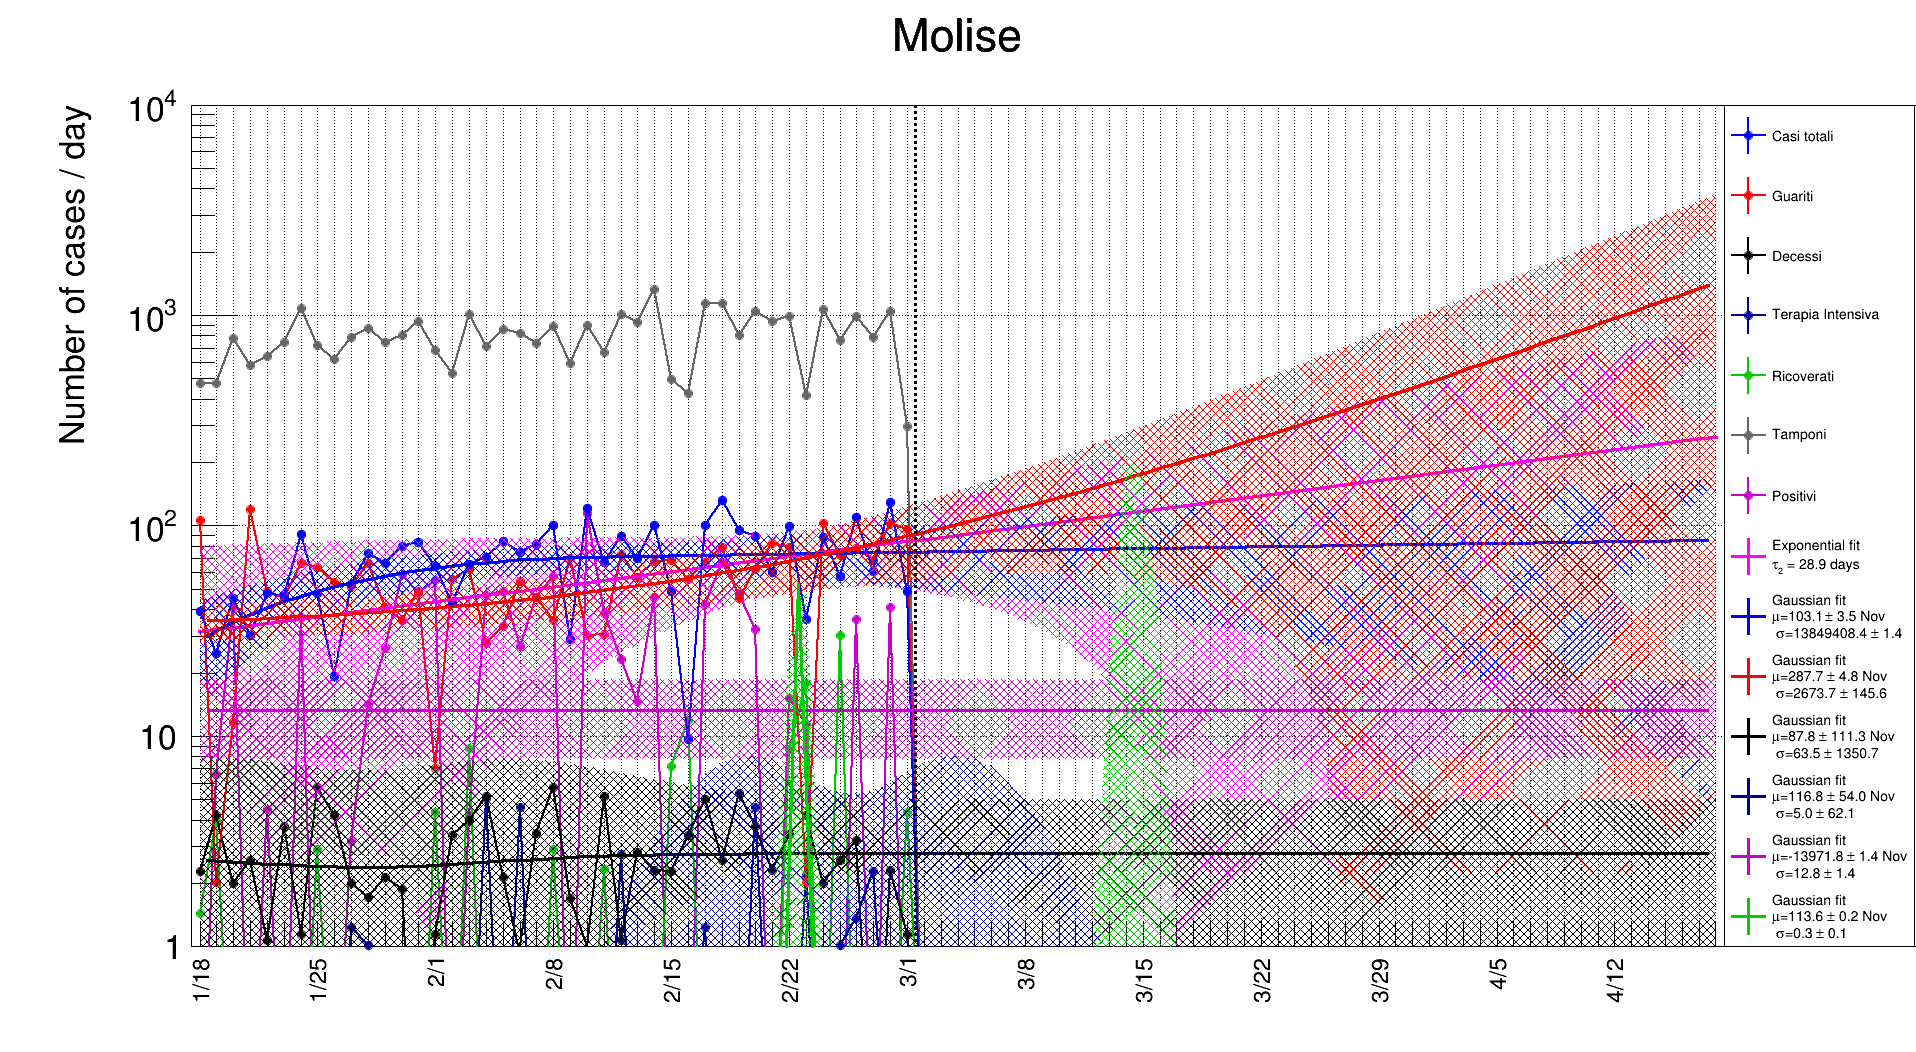 Molise
Number of cases / day
10⁴
10³
10²
10
1
1/18
1/25
2/1
2/8
2/15
2/22
3/1
3/8
3/15
3/22
3/29
4/5
4/12
Casi totali
Guariti
Decessi
Terapia Intensiva
Ricoverati
Tamponi
Positivi
Exponential fit
τ₂ = 28.9 days
Gaussian fit
μ=103.1 ± 3.5 Nov
σ=13849408.4 ± 1.4
Gaussian fit
μ=287.7 ± 4.8 Nov
σ=2673.7 ± 145.6
Gaussian fit
μ=87.8 ± 111.3 Nov
σ=63.5 ± 1350.7
Gaussian fit
μ=116.8 ± 54.0 Nov
σ=5.0 ± 62.1
Gaussian fit
μ=-13971.8 ± 1.4 Nov
σ=12.8 ± 1.4
Gaussian fit
μ=113.6 ± 0.2 Nov
σ=0.3 ± 0.1